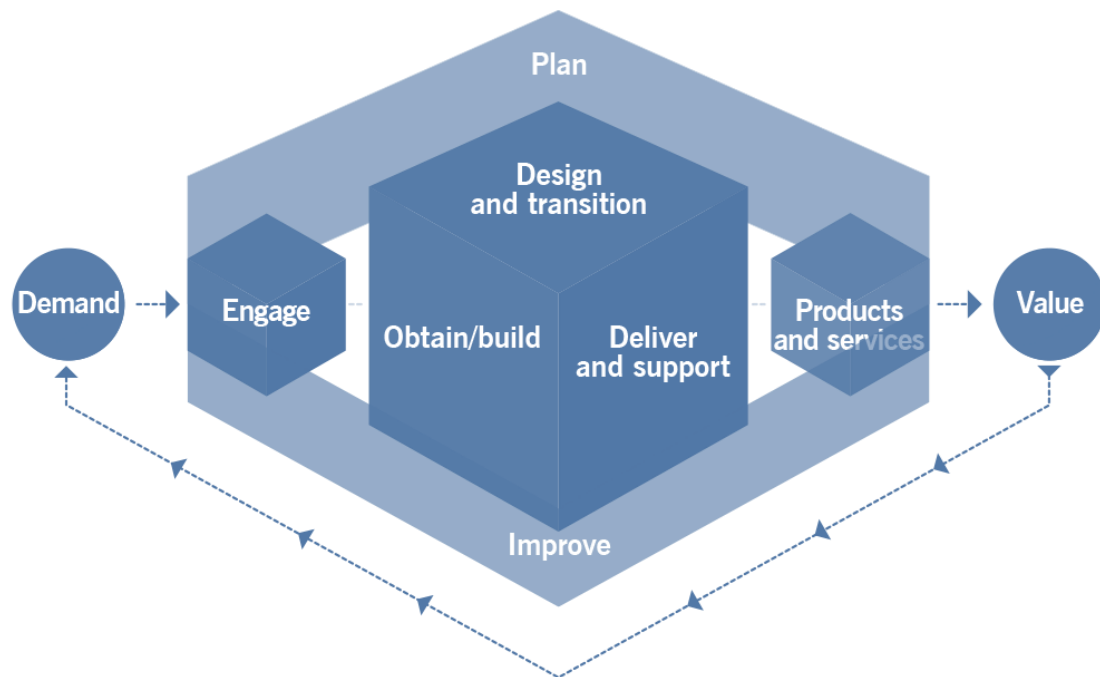 Plan
Design
and transition
Demand
Engage
Obtain/build
Deliver
and support
Products
and services
Value
Improve